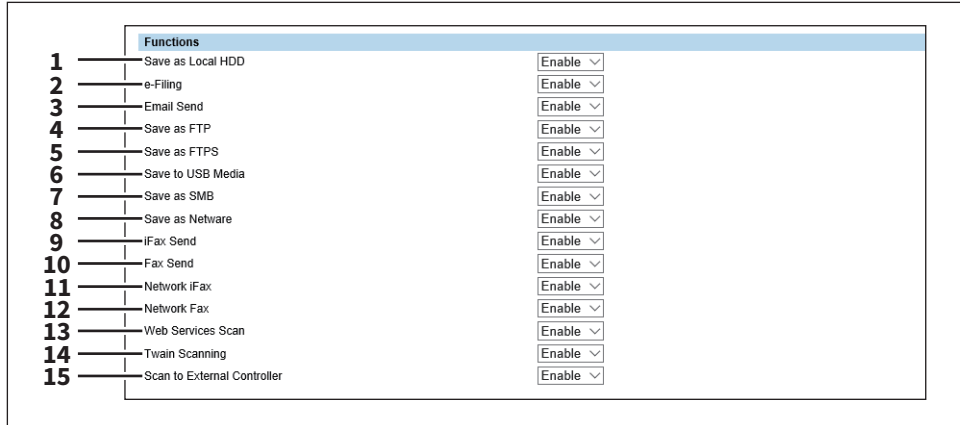 Functions
1 Save as Local HDD Enable
2 e-Filing Enable
3 Email Send Enable
4 Save as FTP Enable
5 Save as FTPS Enable
6 Save to USB Media Enable
7 Save as SMB Enable
8 Save as Netware Enable
9 iFax Send Enable
10 Fax Send Enable
11 Network iFax Enable
12 Network Fax Enable
13 Web Services Scan Enable
14 Twain Scanning Enable
15 Scan to External Controller Enable